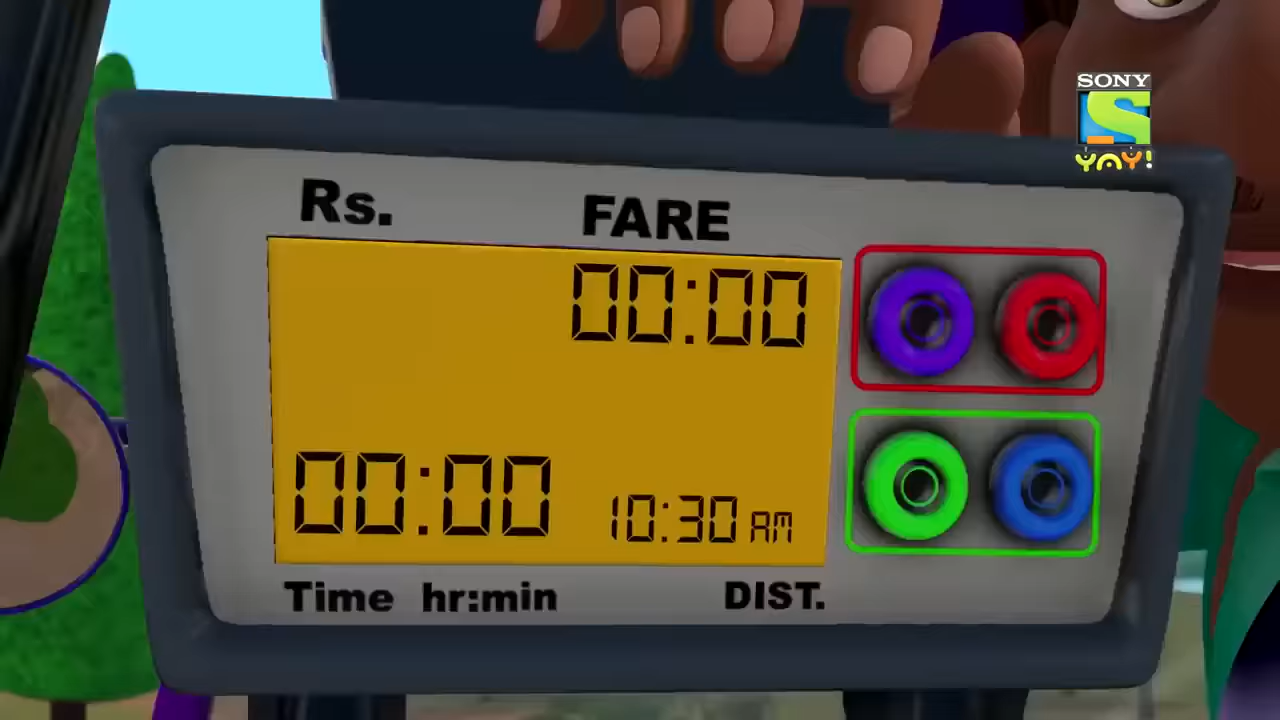 SONY
YAY!
Rs. FARE
00:00
00:00 10:30 AM
Time hr:min DIST.